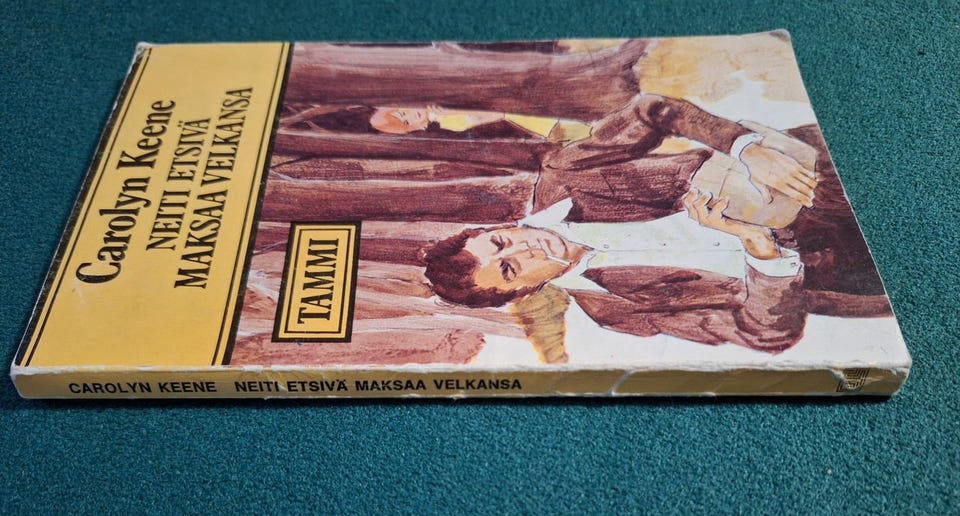 Carolyn Keene
NEITI ETSIVÄ
MAKSAA VELKANSA
TAMMI
CAROLYN KEENE NEITI ETSIVÄ MAKSAA VELKANSA